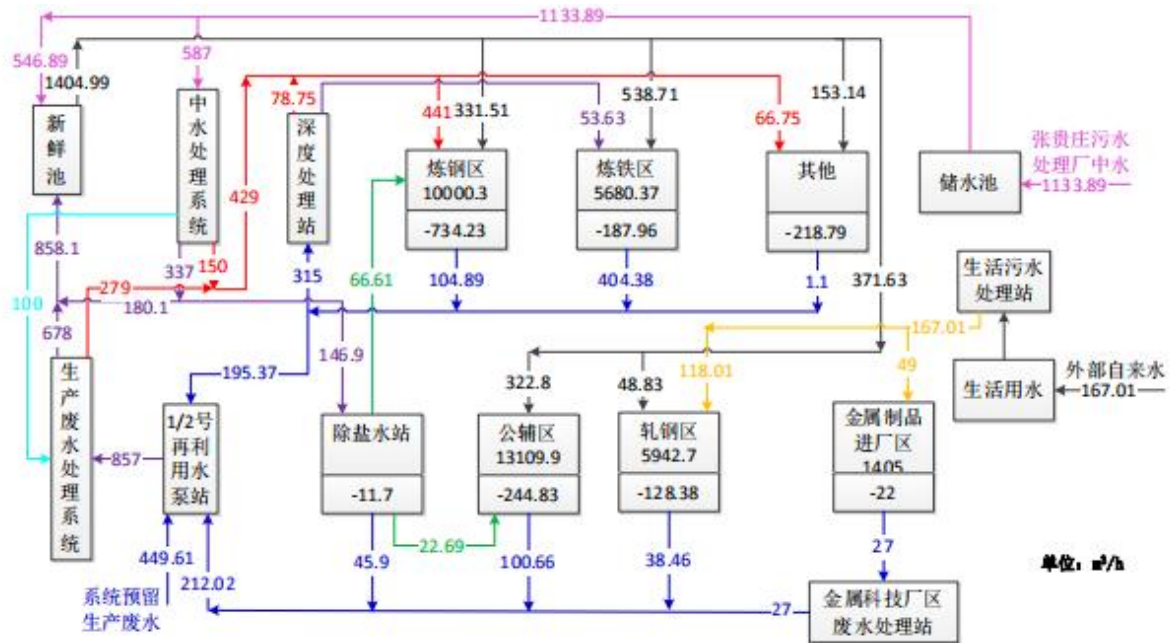 1133.89
546.89
587
1404.99
新鲜池
中水处理系统
78.75
深度处理站
441
331.51
53.63
538.71
66.75
153.14
炼钢区
10000.3
-734.23
炼铁区
5680.37
-187.96
其他
-218.79
储水池
张贵庄污水
处理厂中水
1133.89
429
858.1
337
150
315
66.61
104.89
404.38
1.1
371.63
生活污水
处理站
100
279
180.1
678
146.9
167.01
195.37
322.8
48.83
118.01
49
生活用水
外部自来水
167.01
生产废水处理系统
857
1/2号
再利
用水
泵站
除盐水站
-11.7
公辅区
13109.9
-244.83
轧钢区
5942.7
-128.38
金属制品
进厂区
1405
-22
449.61
212.02
45.9
22.69
100.66
38.46
27
单位：m³/h
系统预留
生产废水
27
金属科技厂区
废水处理站